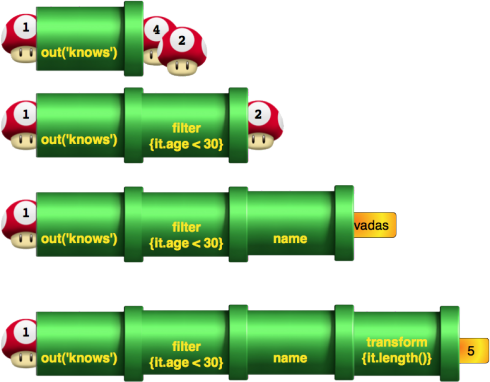 1
4
2
out('knows')
1
2
out('knows')
filter
{it.age < 30}
1
out('knows')
filter
{it.age < 30}
name
vadas
1
out('knows')
filter
{it.age < 30}
name
transform
{it.length()}
5